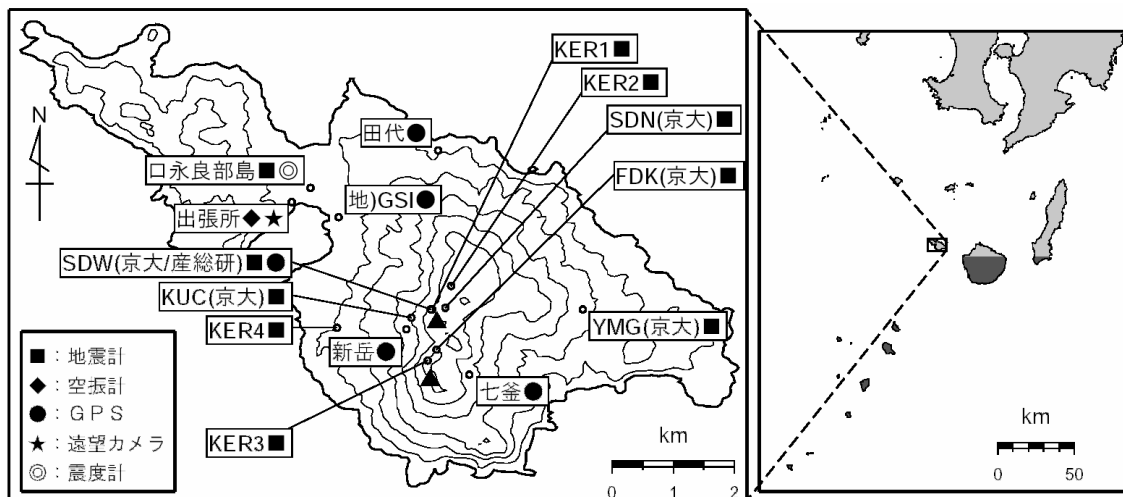 KER1■
KER2■
SDN(京大)■
田代●
FDK(京大)■
N
口永良部島■◎
地)GSI●
出張所◆★
SDW(京大/産総研)■●
KUC(京大)■
KER4■
YMG(京大)■
新岳●
七釜●
KER3■
■：地震計
◆：空振計
●：ＧＰＳ
★：遠望カメラ
◎：震度計
km
0 1 2
km
0 50